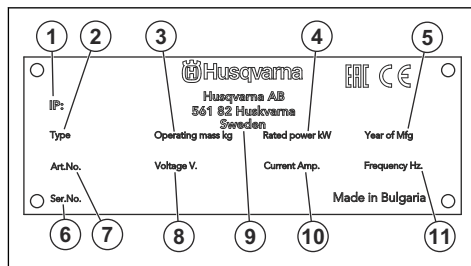 1 2 3 4 5
Husqvarna EAC CE
IP: Husqvarna AB
561 82 Huskvarna
Sweden
Type Operating mass kg Rated power kW Year of Mfg
Art.No. Voltage V. Current Amp. Frequency Hz.
Ser.No. Made in Bulgaria
6 7 8 9 10 11